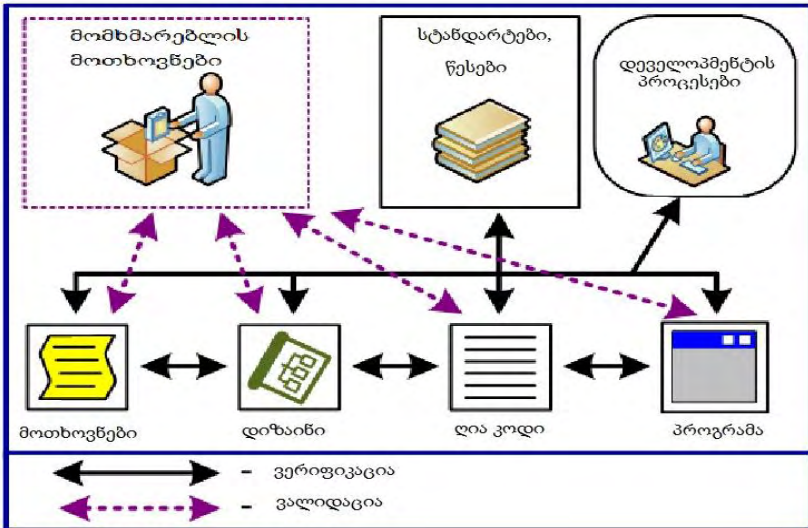 მომხმარებლის
მოთხოვნები
სტანდარტები,
წესები
დეველოპმენტის
პროცესები
მოთხოვნები
დიზაინი
ღია კოდი
პროგრამა
- ვერიფიკაცია
- ვალიდაცია